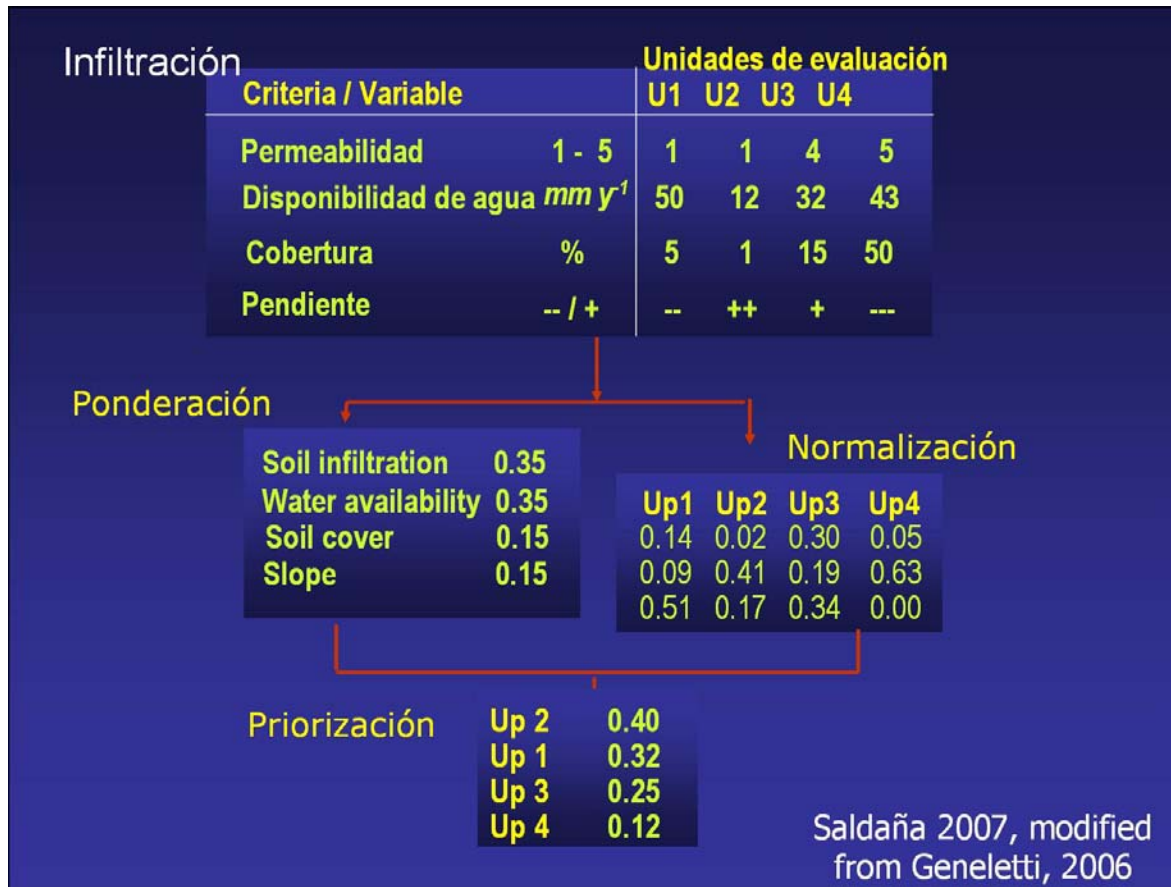 Infiltración
Unidades de evaluación
Criteria / Variable U1 U2 U3 U4
Permeabilidad 1 - 5 1 1 4 5
Disponibilidad de agua mm y-1 50 12 32 43
Cobertura % 5 1 15 50
Pendiente -- / + -- ++ + ---
Ponderación
Soil infiltration 0.35
Water availability 0.35
Soil cover 0.15
Slope 0.15
Normalización
Up1 Up2 Up3 Up4
0.14 0.02 0.30 0.05
0.09 0.41 0.19 0.63
0.51 0.17 0.34 0.00
Priorización
Up 2 0.40
Up 1 0.32
Up 3 0.25
Up 4 0.12
Saldaña 2007, modified
from Geneletti, 2006